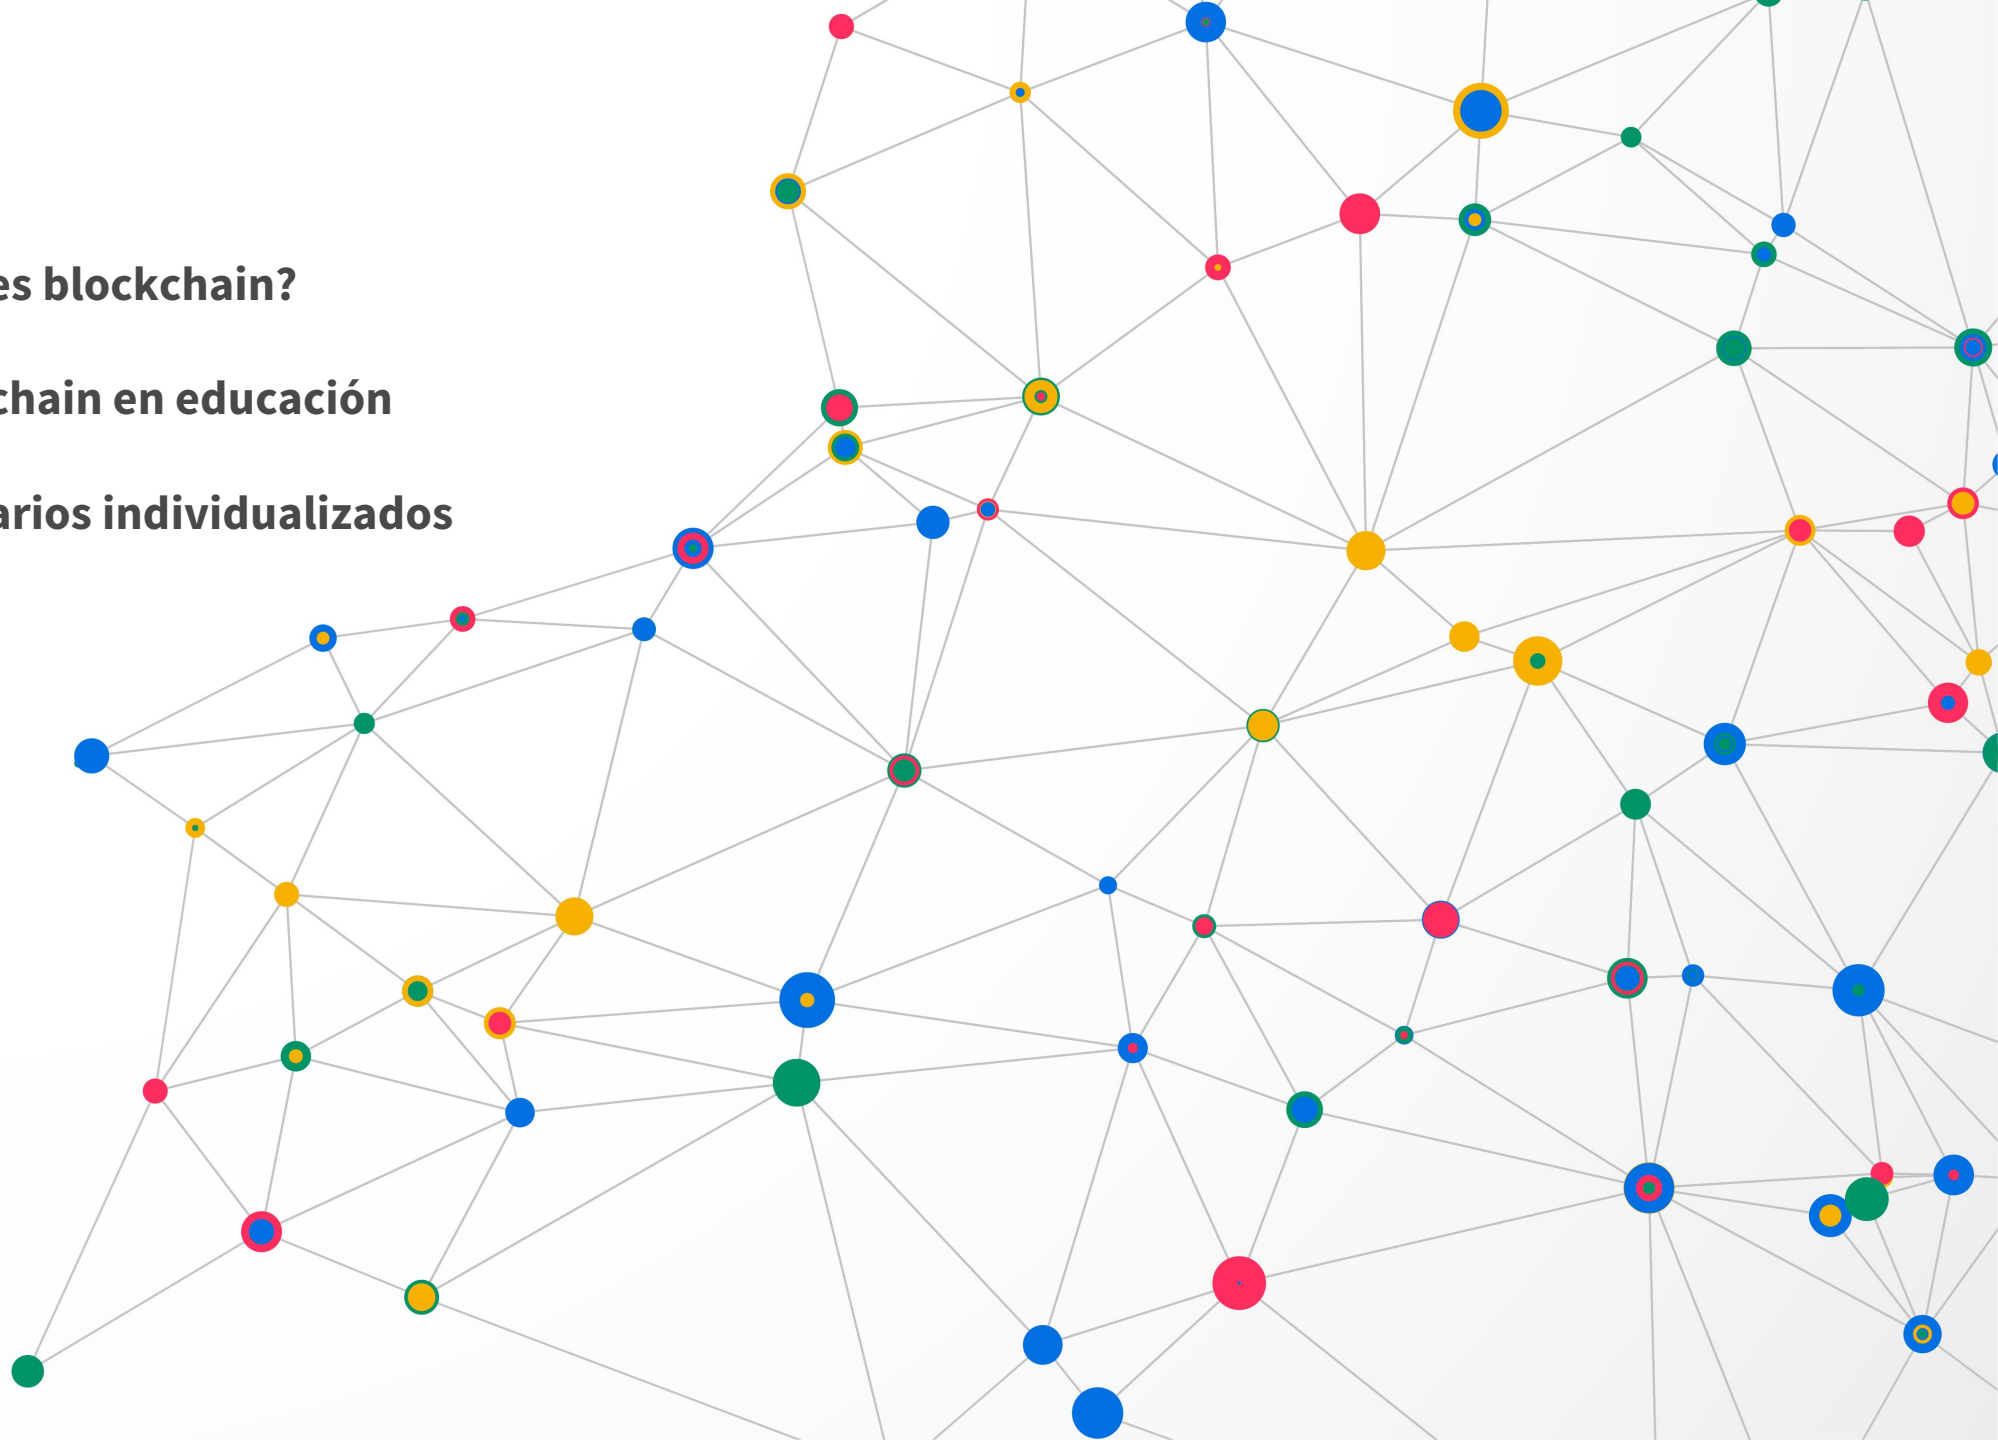 es blockchain?
chain en educación
arios individualizados